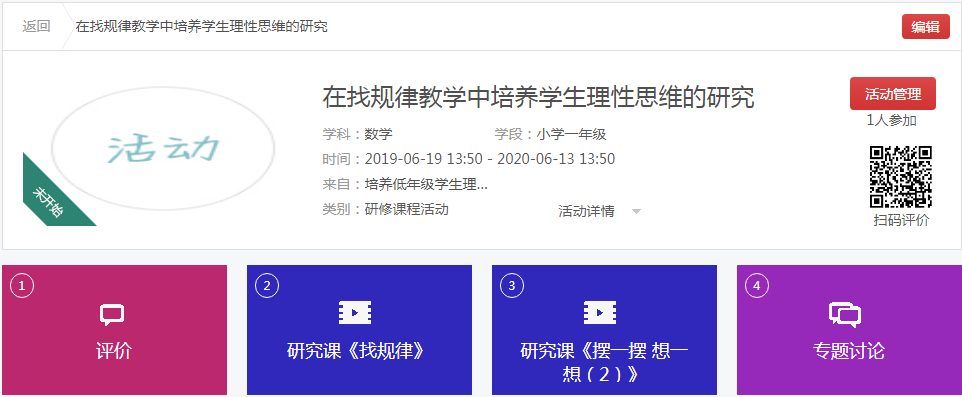 返回
在找规律教学中培养学生理性思维的研究
编辑
活动
未开始
在找规律教学中培养学生理性思维的研究
学科：数学 学段：小学一年级
时间：2019-06-19 13:50 - 2020-06-13 13:50
来自：培养低年级学生理...
类别：研修课程活动 活动详情
活动管理
1人参加
扫码评价
1
评价
2
研究课《找规律》
3
研究课《摆一摆 想一
想（2）》
4
专题讨论